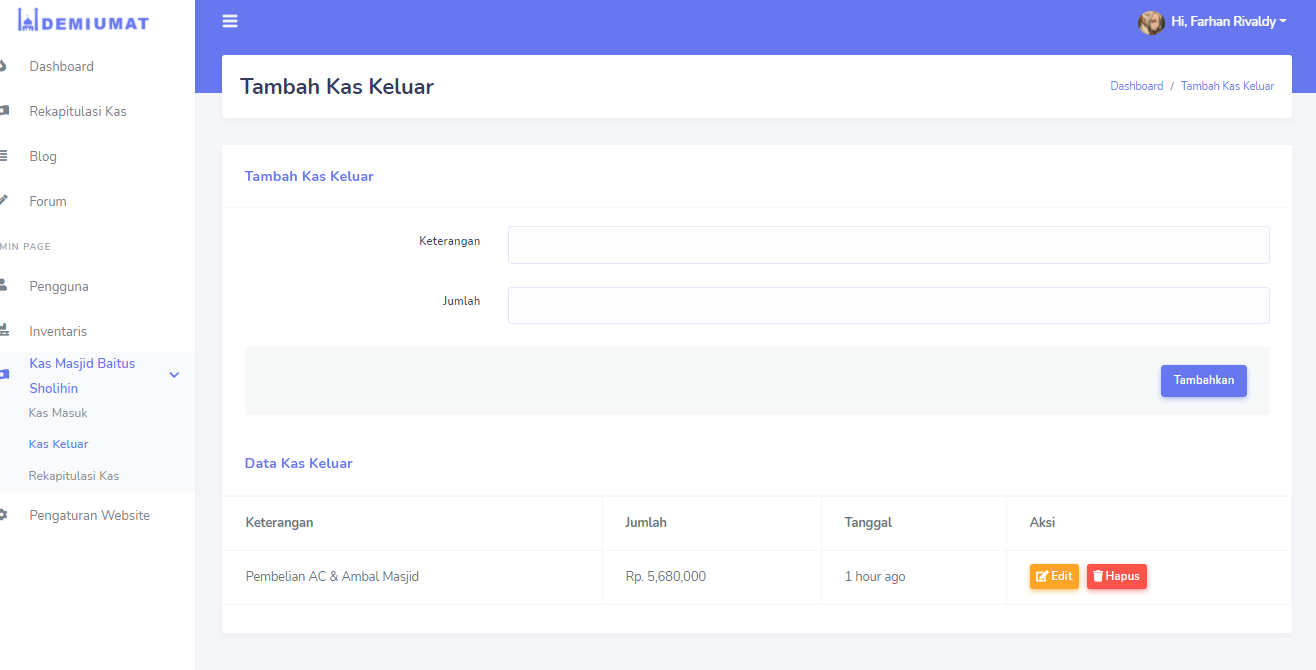 DEMIUMAT
Hi, Farhan Rivaldy
Dashboard
Rekapitulasi Kas
Blog
Forum
MIN PAGE
Pengguna
Inventaris
Kas Masjid Baitus
Sholihin
Kas Masuk
Kas Keluar
Rekapitulasi Kas
Pengaturan Website
Tambah Kas Keluar
Dashboard / Tambah Kas Keluar
Tambah Kas Keluar
Keterangan
Jumlah
Tambahkan
Data Kas Keluar
Keterangan Jumlah Tanggal Aksi
Pembelian AC & Ambal Masjid Rp. 5,680,000 1 hour ago Edit Hapus